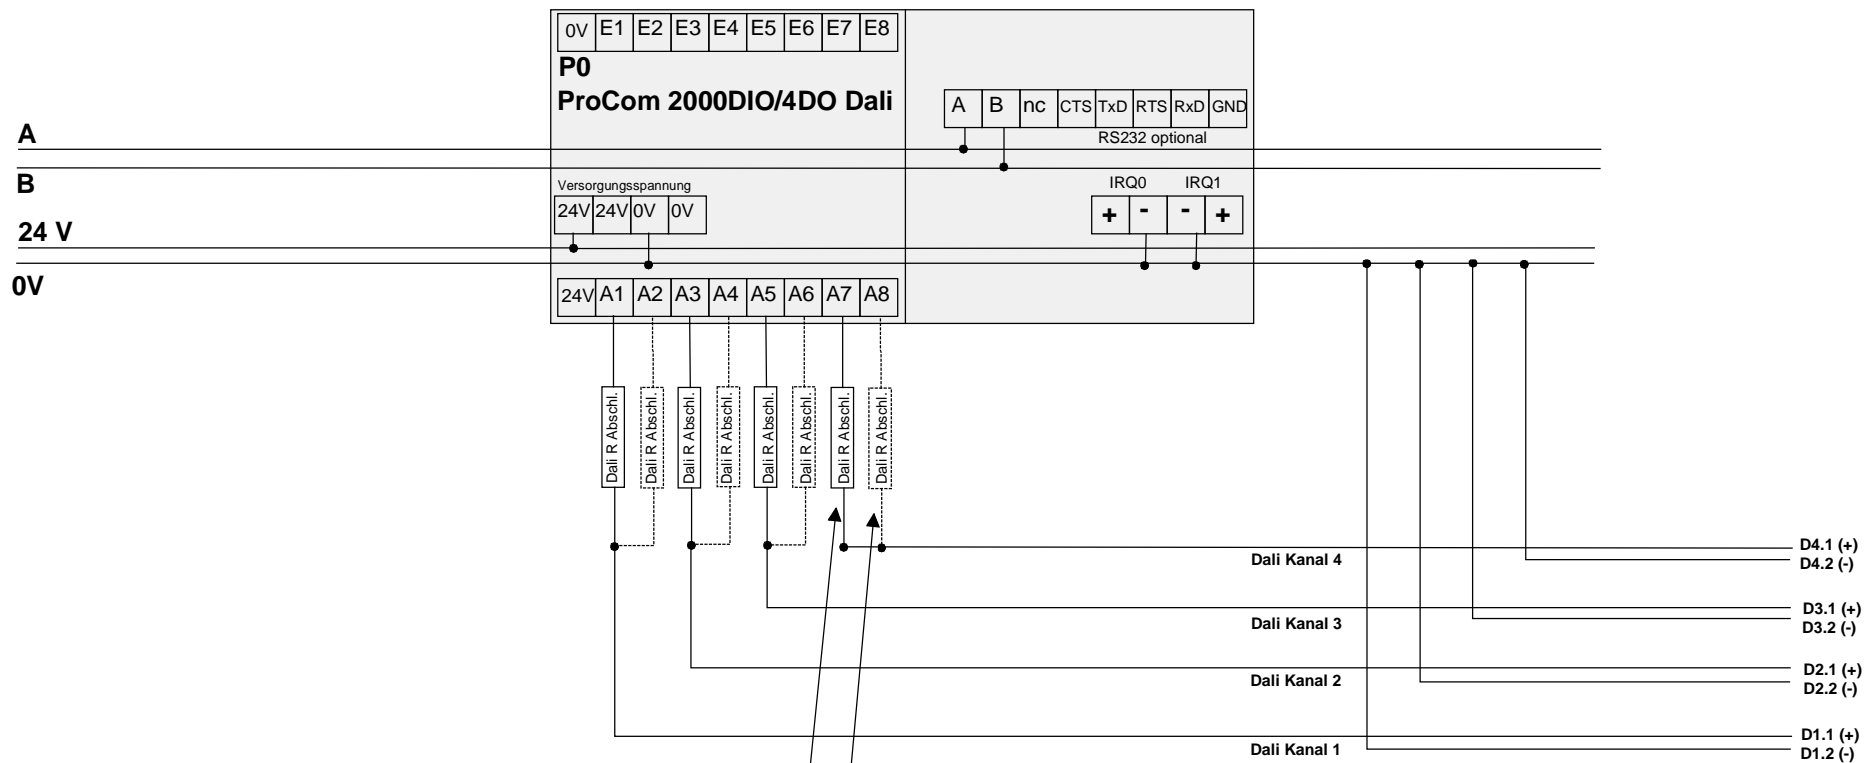 0V E1 E2 E3 E4 E5 E6 E7 E8
P0
ProCom 2000DIO/4DO Dali
A B nc CTS TxD RTS RxD GND
RS232 optional
A
B
Versorgungsspannung
24V 24V 0V 0V
IRQ0 IRQ1
+ - - +
24 V
0V
24V A1 A2 A3 A4 A5 A6 A7 A8
Dali R Abschl.
Dali R Abschl.
Dali R Abschl.
Dali R Abschl.
Dali R Abschl.
Dali R Abschl.
Dali R Abschl.
Dali R Abschl.
Dali Kanal 4
D4.1 (+)
D4.2 (-)
Dali Kanal 3
D3.1 (+)
D3.2 (-)
Dali Kanal 2
D2.1 (+)
D2.2 (-)
Dali Kanal 1
D1.1 (+)
D1.2 (-)